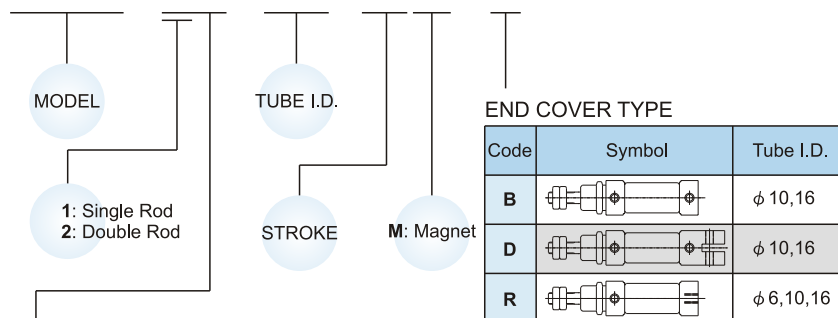 MODEL
TUBE I.D.
END COVER TYPE
Code Symbol Tube I.D.
B φ 10,16
1: Single Rod
2: Double Rod
STROKE
M: Magnet
D φ 10,16
R φ 6,10,16